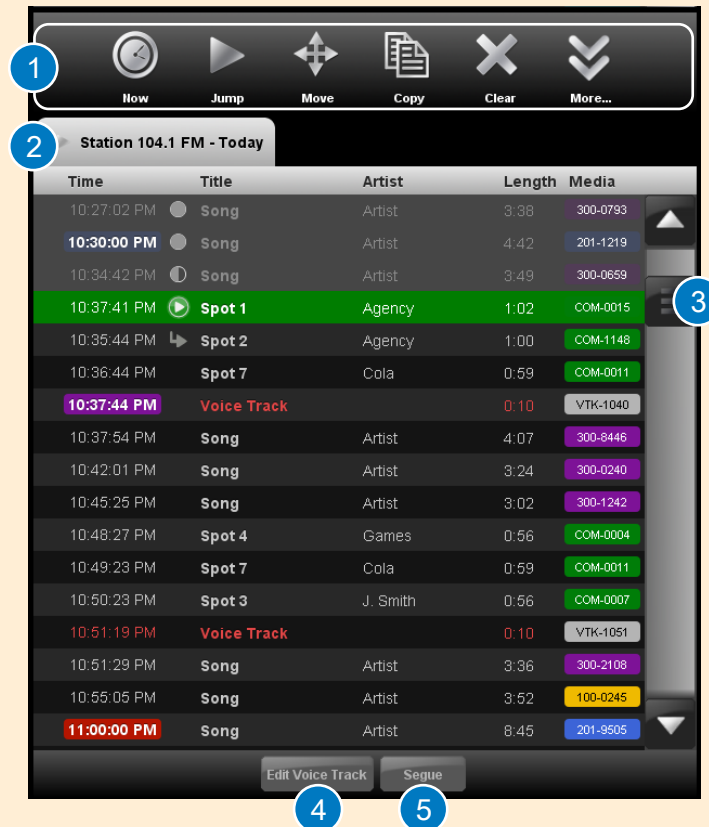 1
Now Jump Move Copy Clear More...
2 Station 104.1 FM - Today
Time Title Artist Length Media
10:27:02 PM Song Artist 3:38 300-0793
10:30:00 PM Song Artist 4:42 201-1219
10:34:42 PM Song Artist 3:49 300-0659
3
10:37:41 PM Spot 1 Agency 1:02 COM-0015
10:35:44 PM Spot 2 Agency 1:00 COM-1148
10:36:44 PM Spot 7 Cola 0:59 COM-0011
10:37:44 PM Voice Track 0:10 VTK-1040
10:37:54 PM Song Artist 4:07 300-8446
10:42:01 PM Song Artist 3:24 300-0240
10:45:25 PM Song Artist 3:02 300-1242
10:48:27 PM Spot 4 Games 0:56 COM-0004
10:49:23 PM Spot 7 Cola 0:59 COM-0011
10:50:23 PM Spot 3 J. Smith 0:56 COM-0007
10:51:19 PM Voice Track 0:10 VTK-1051
10:51:29 PM Song Artist 3:36 300-2108
10:55:05 PM Song Artist 3:52 100-0245
11:00:00 PM Song Artist 8:45 201-9505
Edit Voice Track Segue
4 5